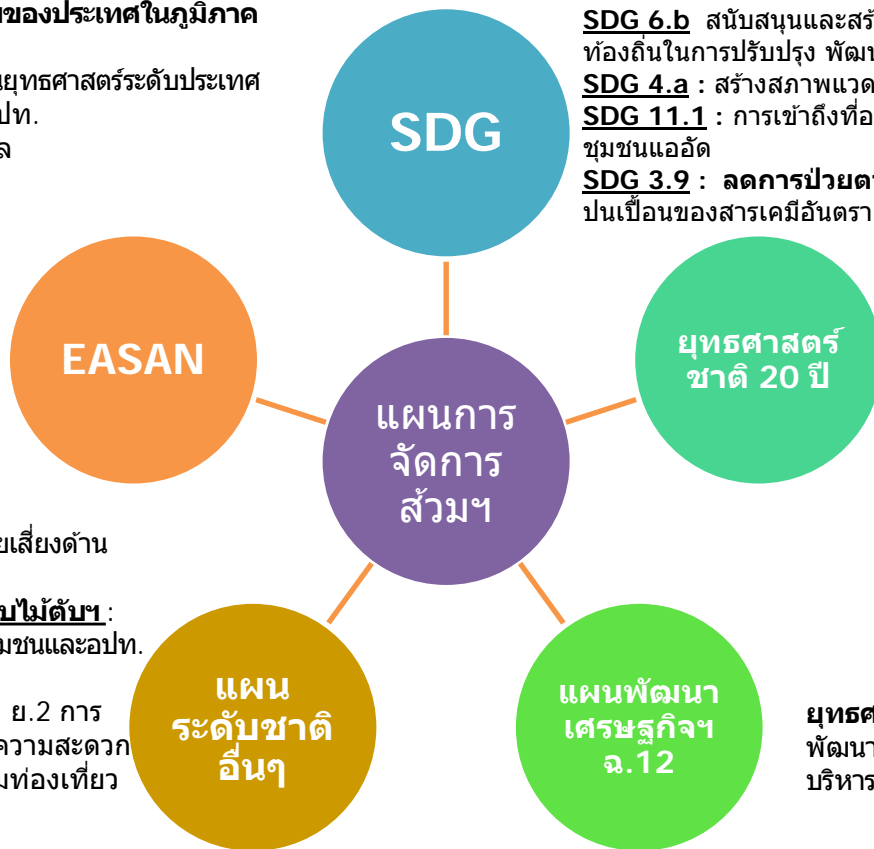 ของประเทศในภูมิภาค
ยุทธศาสตร์ระดับประเทศ
ปท.
ล
SDG
SDG 6.b สนับสนุนและสร้
ท้องถิ่นในการปรับปรุง พัฒน
SDG 4.a : สร้างสภาพแวด
SDG 11.1 : การเข้าถึงที่อ
ชุมชนแออัด
SDG 3.9 : ลดการป่วยตา
ปนเปื้อนของสารเคมีอันตรา
EASAN
ยุทธศาสตร์
ชาติ 20 ปี
แผนการ
จัดการ
ส้วมฯ
ยเสี่ยงด้าน
บไม้ตับฯ :
มชนและอปท.
ย.2 การ
ความสะดวก
มท่องเที่ยว
แผน
ระดับชาติ
อื่นๆ
แผนพัฒนา
เศรษฐกิจฯ
ฉ.12
ยุทธศ
พัฒนา
บริหาร